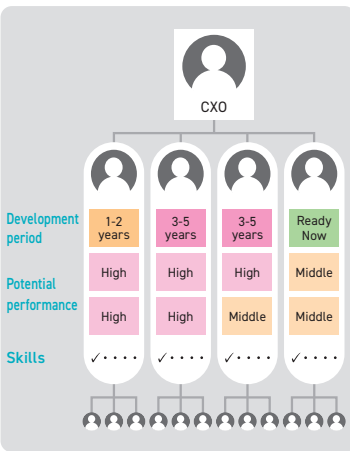 CXO
Development
period
1-2
years
3-5
years
3-5
years
Ready
Now
Potential
performance
High
High
High
Middle
High
High
Middle
Middle
Skills
✓････
✓････
✓････
✓････